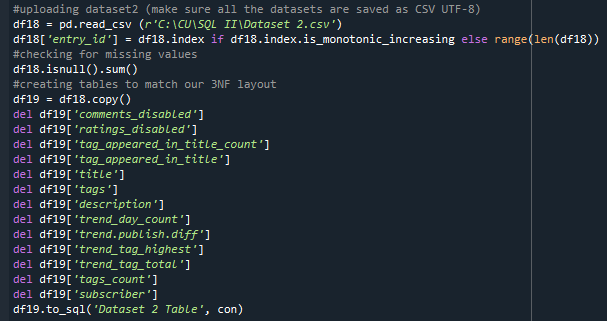 #uploading dataset2 (make sure all the datasets are saved as CSV UTF-8)
df18 = pd.read_csv (r'C:\CU\SQL II\Dataset 2.csv')
df18['entry_id'] = df18.index if df18.index.is_monotonic_increasing else range(len(df18))
#checking for missing values
df18.isnull().sum()
#creating tables to match our 3NF layout
df19 = df18.copy()
del df19['comments_disabled']
del df19['ratings_disabled']
del df19['tag_appeared_in_title_count']
del df19['tag_appeared_in_title']
del df19['title']
del df19['tags']
del df19['description']
del df19['trend_day_count']
del df19['trend.publish.diff']
del df19['trend_tag_highest']
del df19['trend_tag_total']
del df19['tags_count']
del df19['subscriber']
df19.to_sql('Dataset 2 Table', con)